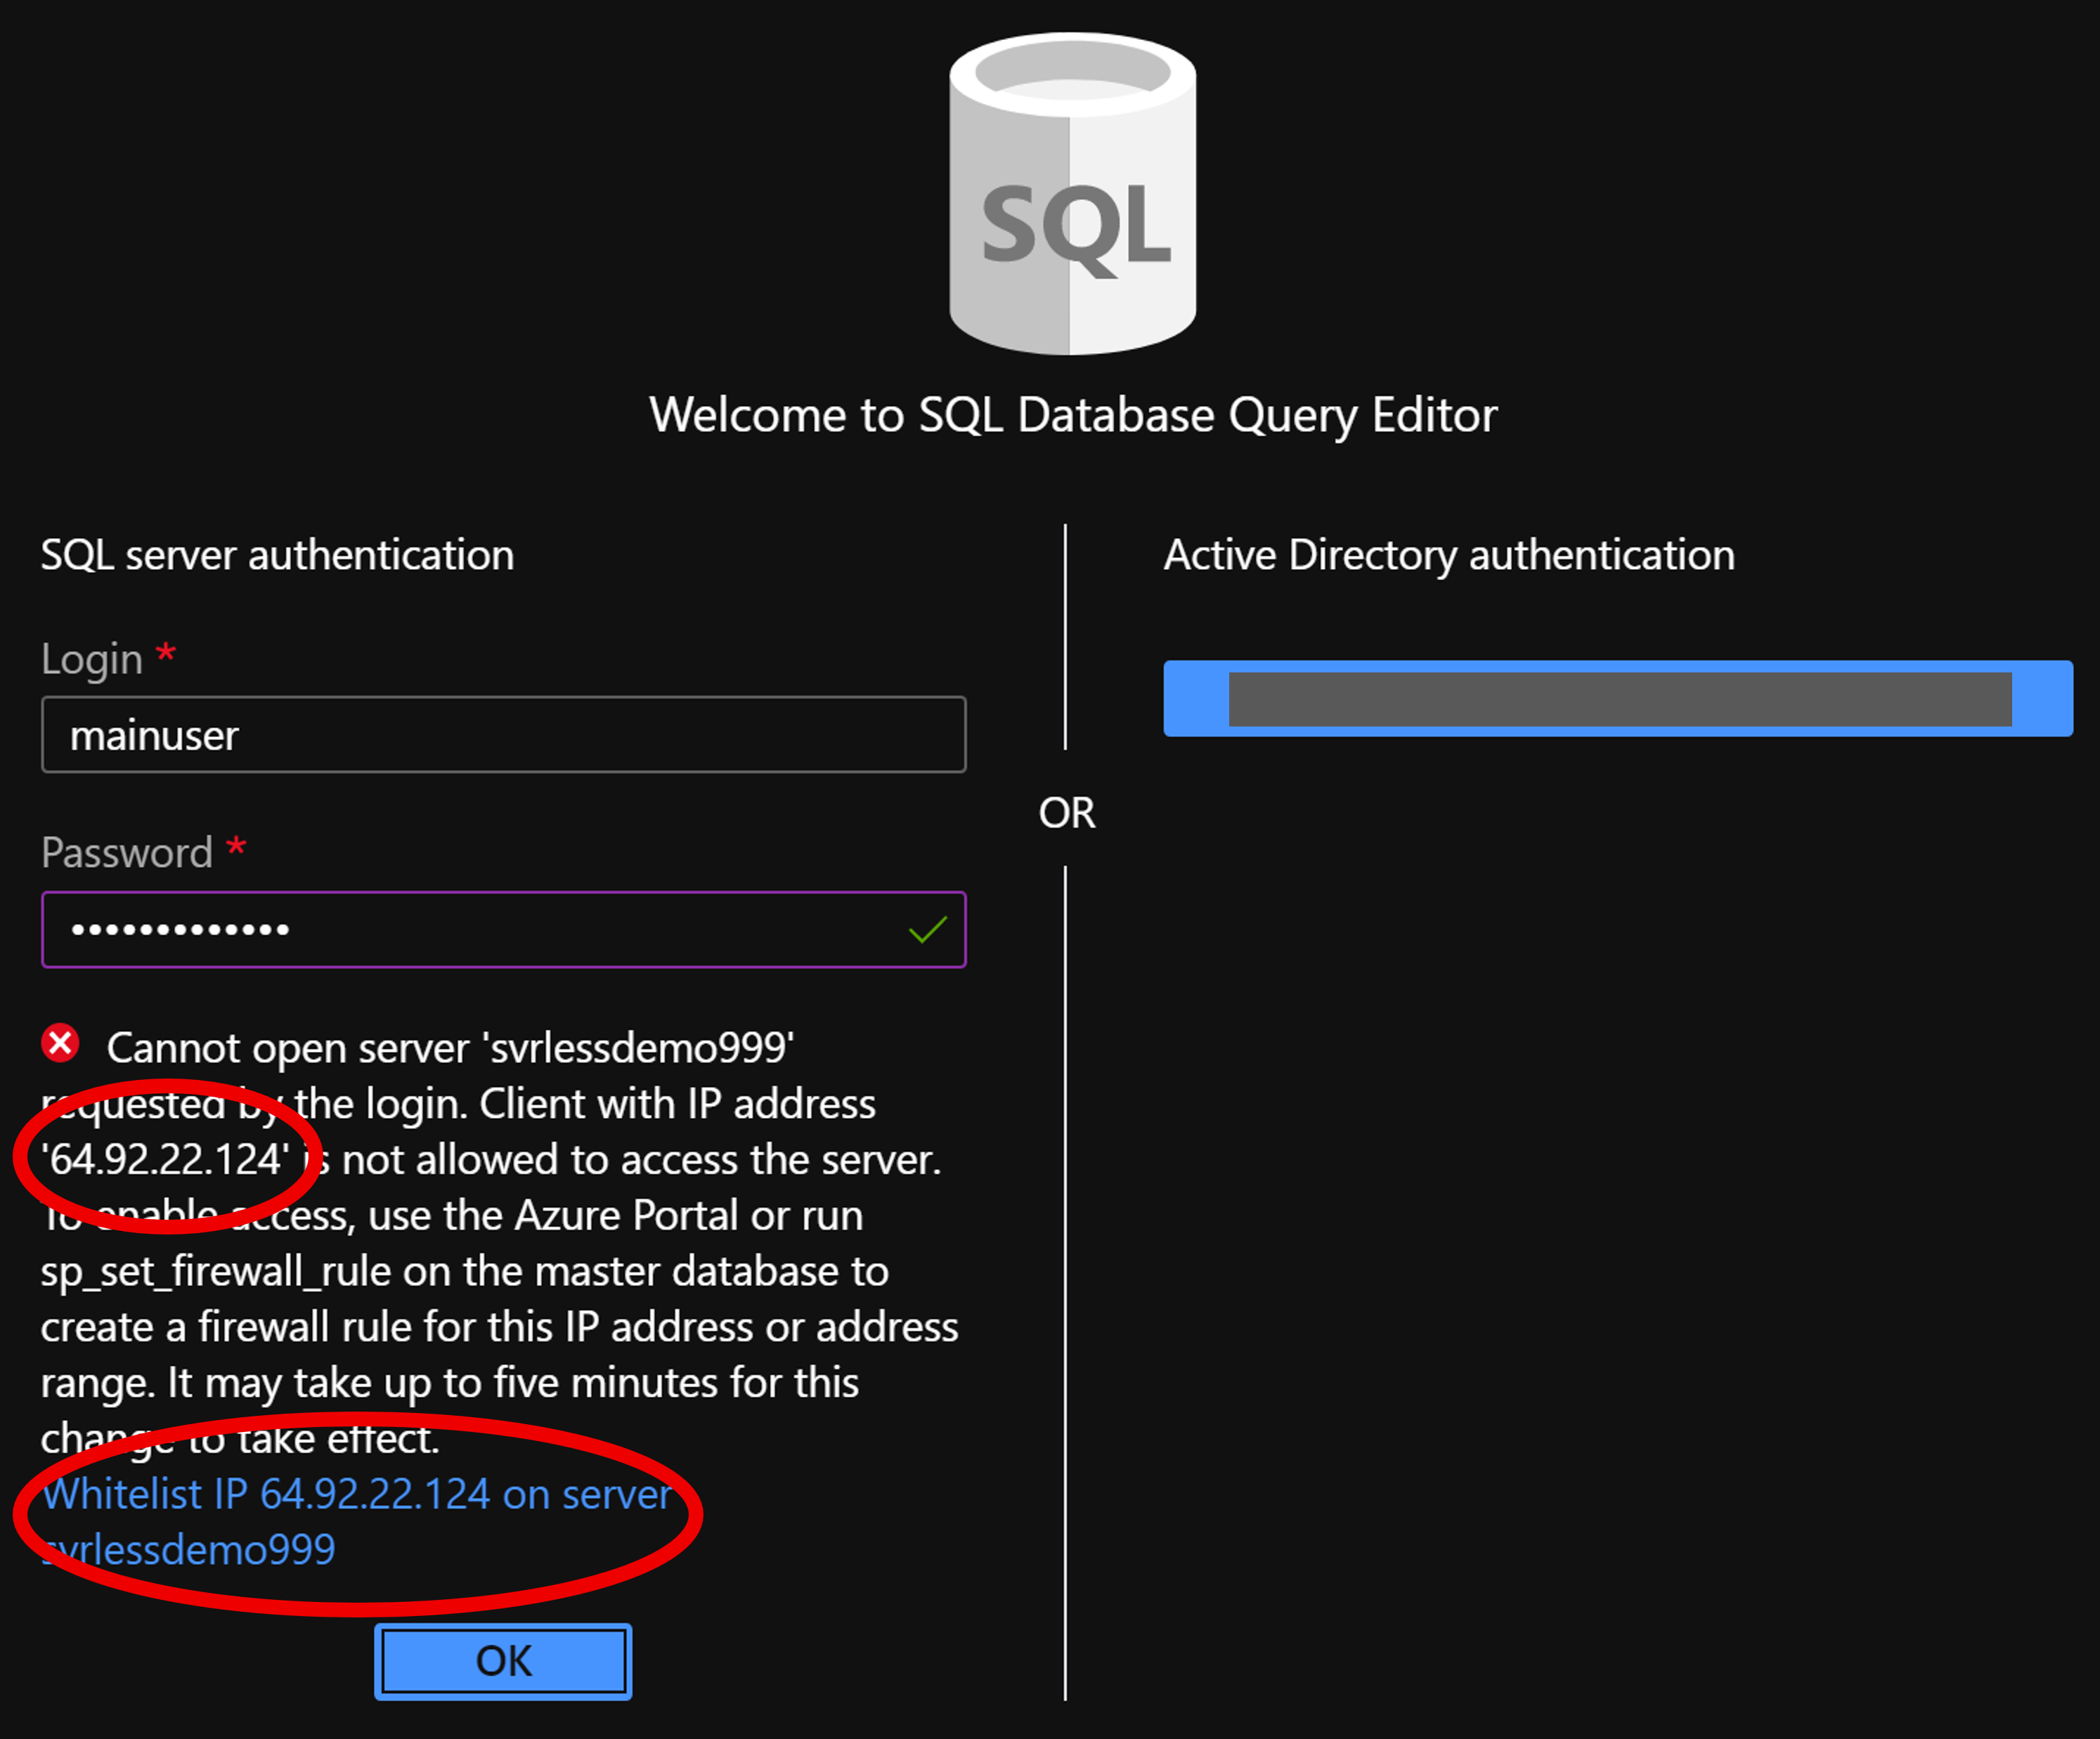 SQL
Welcome to SQL Database Query Editor
SQL server authentication
Login *
mainuser
Password *
•••••••••••••
Cannot open server 'svrlessdemo999'
requested by the login. Client with IP address
'64.92.22.124' is not allowed to access the server.
To enable access, use the Azure Portal or run
sp_set_firewall_rule on the master database to
create a firewall rule for this IP address or address
range. It may take up to five minutes for this
change to take effect.
Whitelist IP 64.92.22.124 on server
svrlessdemo999
OK
OR
Active Directory authentication